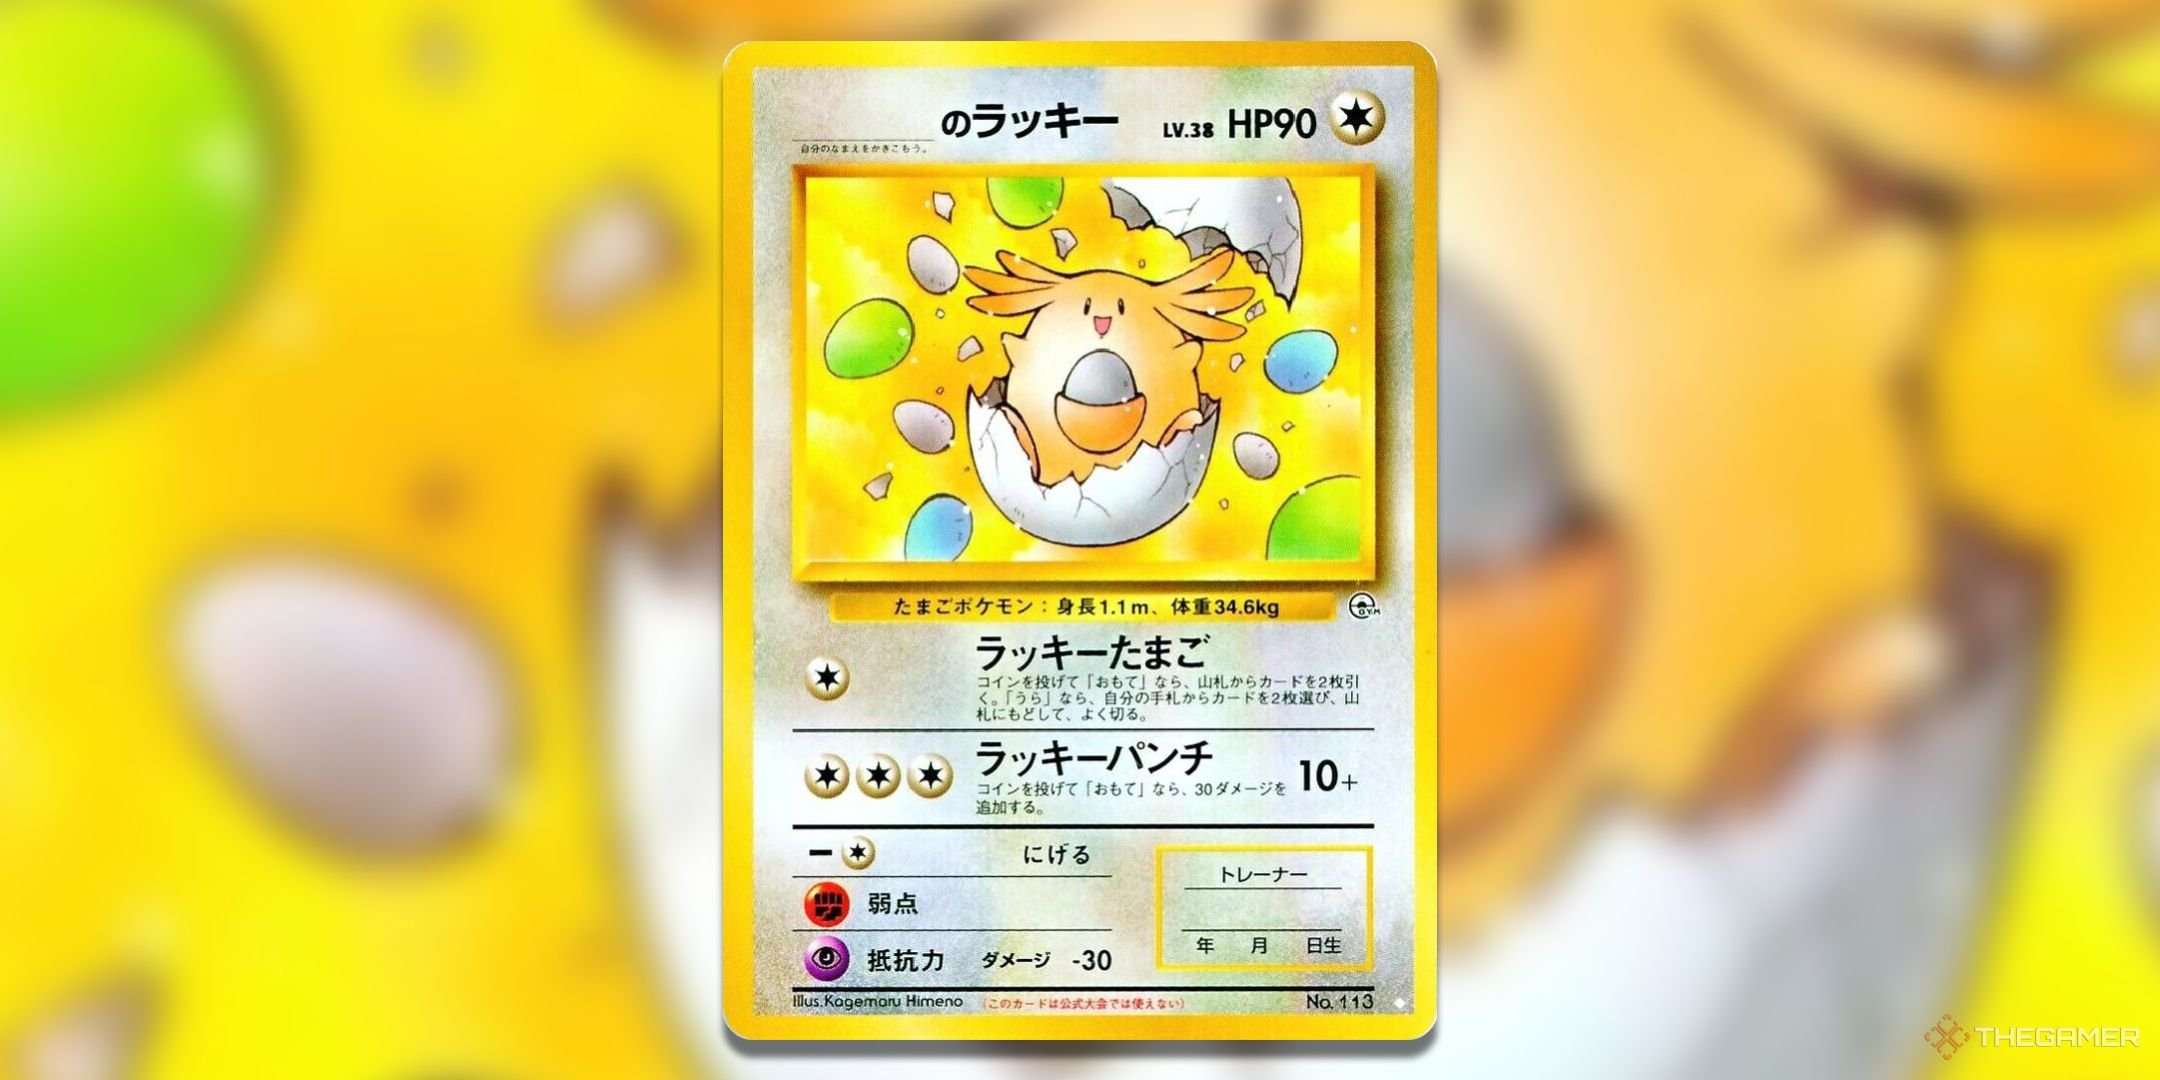 のラッキー LV.38 HP90
自分のなまえをかきこもう。
たまごポケモン：身長1.1m、体重34.6kg
GYM
ラッキーたまご
コインを投げて「おもて」なら、山札からカードを2枚引
く。「うら」なら、自分の手札からカードを2枚選び、山
札にもどして、よく切る。
ラッキーパンチ 10+
コインを投げて「おもて」なら、30ダメージを
追加する。
にげる
弱点
抵抗力 ダメージ -30
トレーナー
年 月 日生
Illus.Kagemaru Himeno （このカードは公式大会では使えない） No. 113
THEGAMER